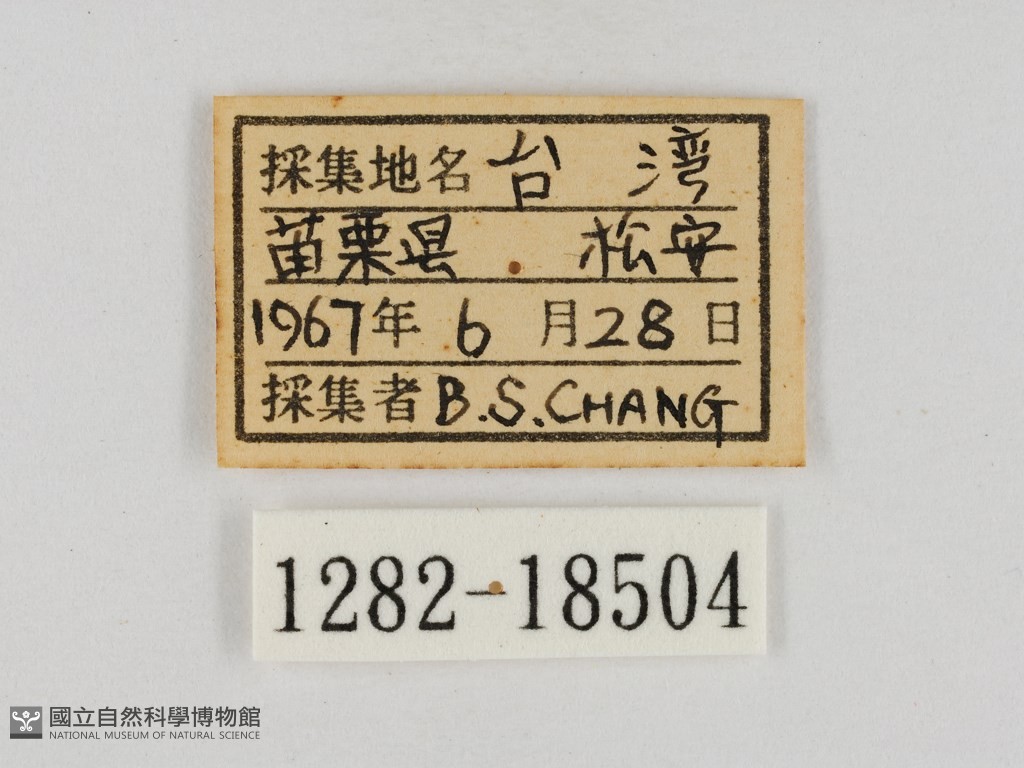 採集地名 台 湾
苗栗県 . 松安
1967年 6 月28日
採集者 B.S.CHANG
1282-18504
國立自然科學博物館
NATIONAL MUSEUM OF NATURAL SCIENCE